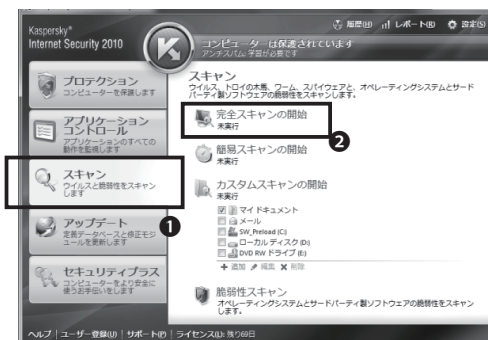 Kaspersky®
Internet Security 2010
履歴(H) レポート(R) 設定(S)
コンピューターは保護されています
アンチスパム: 学習が必要です
プロテクション
コンピューターを保護します
アプリケーション
コントロール
アプリケーションのすべての
動作を監視します
スキャン
ウイルスと脆弱性をスキャン
します
❶
アップデート
定義データベースと修正モジ
ュールを更新します
セキュリティプラス
コンピューターをより安全に
使うお手伝いをします
スキャン
ウイルス、トロイの木馬、ワーム、スパイウェアと、オペレーティングシステムとサード
パーティ製ソフトウェアの脆弱性をスキャンします。
完全スキャンの開始
未実行
❷
簡易スキャンの開始
未実行
カスタムスキャンの開始
未実行
マイ ドキュメント
メール
SW_Preload (C:)
ローカル ディスク (D:)
DVD RW ドライブ (E:)
追加 編集 削除
脆弱性スキャン
オペレーティングシステムとサードパーティ製ソフトウェアの脆弱性をスキャン
します。
ヘルプ ユーザー登録(U) サポート(P) ライセンス(L): 残り69日